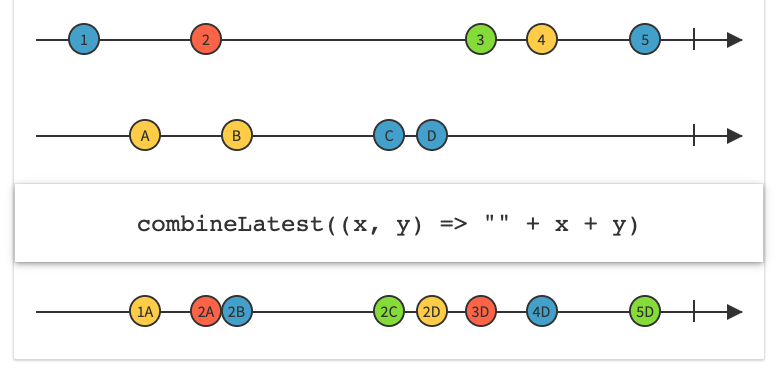 1 2 3 4 5
A B C D
combineLatest((x, y) => "" + x + y)
1A 2A 2B 2C 2D 3D 4D 5D